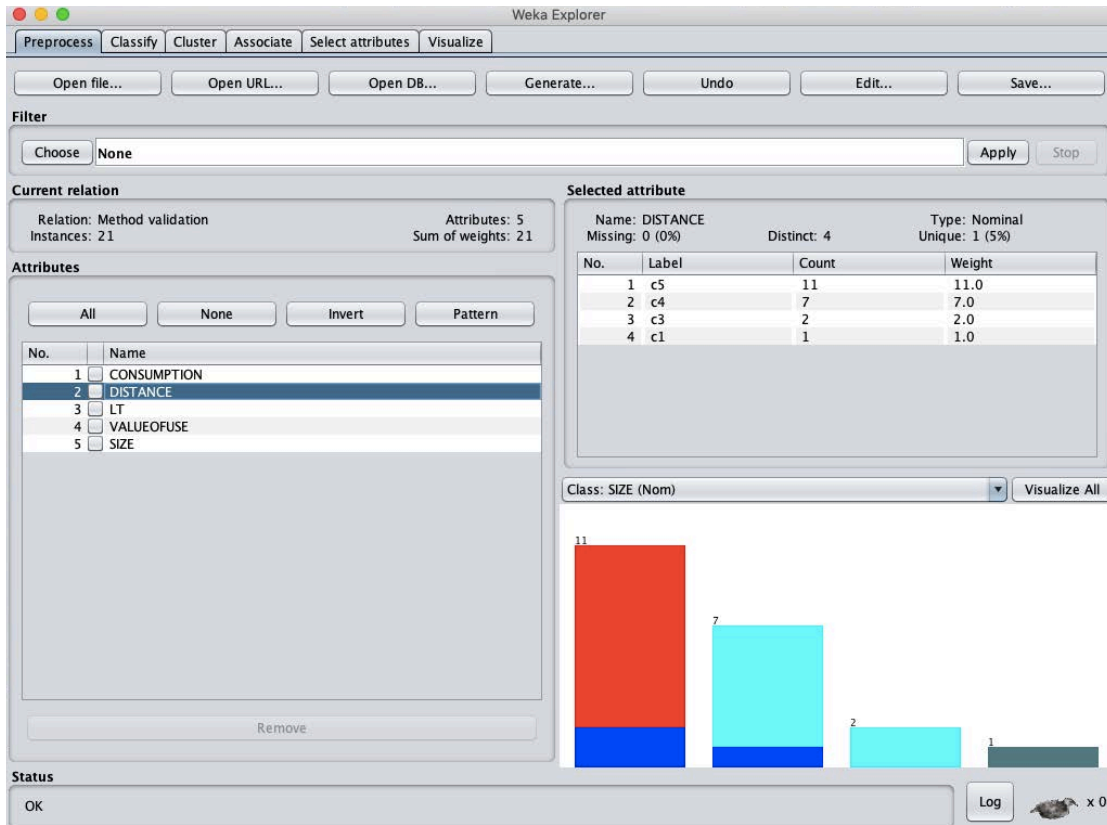 Weka Explorer
Preprocess Classify Cluster Associate Select attributes Visualize
Open file... Open URL... Open DB... Generate... Undo Edit... Save...
Filter
Choose None Apply Stop
Current relation
Relation: Method validation Attributes: 5
Instances: 21 Sum of weights: 21
Attributes
All None Invert Pattern
No. Name
1 CONSUMPTION
2 DISTANCE
3 LT
4 VALUEOFUSE
5 SIZE
Remove
Selected attribute
Name: DISTANCE Type: Nominal
Missing: 0 (0%) Distinct: 4 Unique: 1 (5%)
No. Label Count Weight
1 c5 11 11.0
2 c4 7 7.0
3 c3 2 2.0
4 c1 1 1.0
Class: SIZE (Nom) Visualize All
11
7
2
1
Status
OK Log x 0